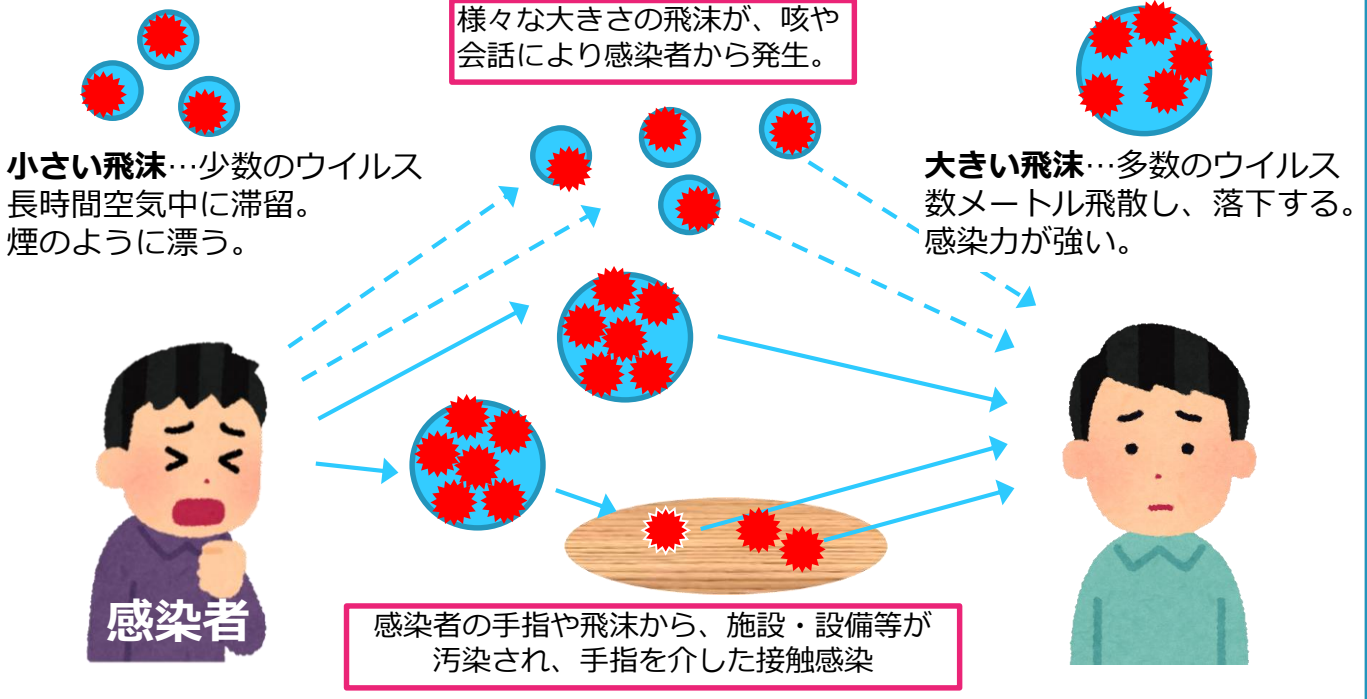 様々な大きさの飛沫が、咳や
会話により感染者から発生。
小さい飛沫…少数のウイルス
長時間空気中に滞留。
煙のように漂う。
大きい飛沫…多数のウイルス
数メートル飛散し、落下する。
感染力が強い。
感染者
感染者の手指や飛沫から、施設・設備等が
汚染され、手指を介した接触感染